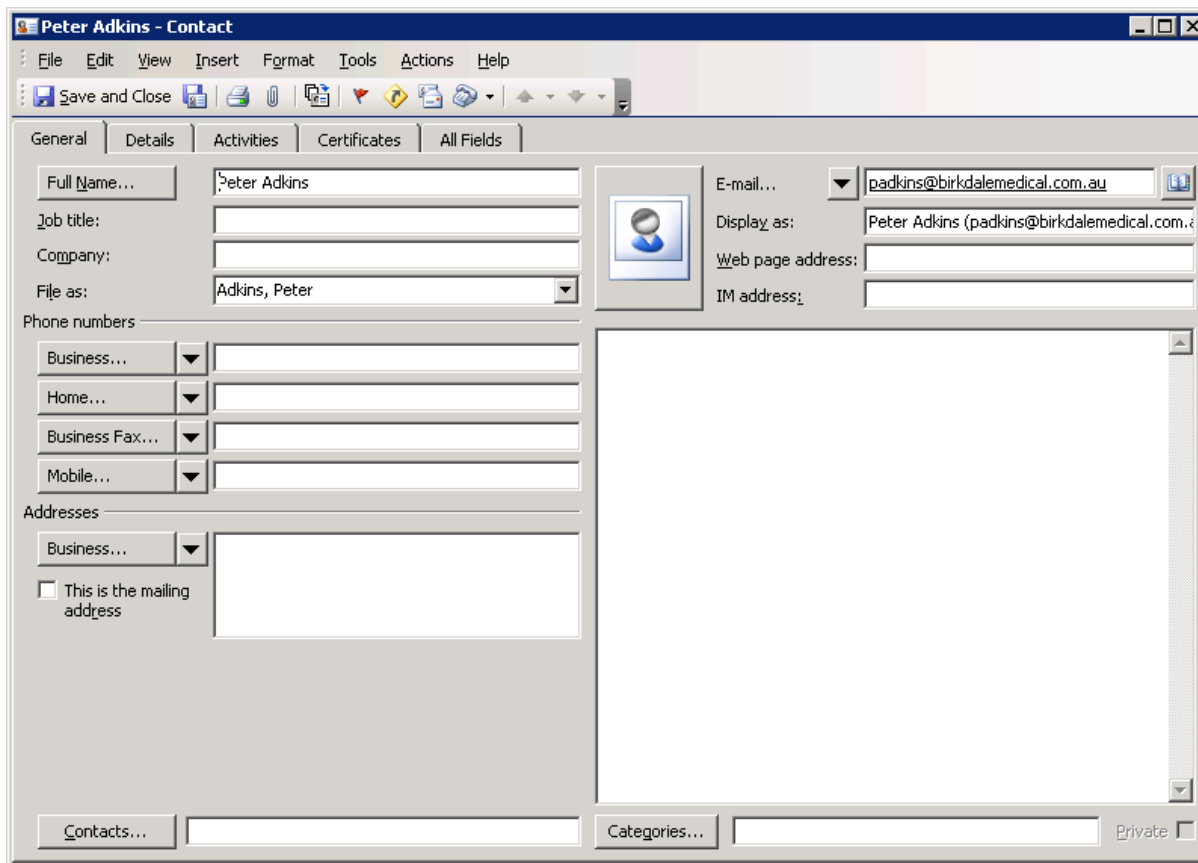 Peter Adkins - Contact
File Edit View Insert Format Tools Actions Help
Save and Close
General Details Activities Certificates All Fields
Full Name... Peter Adkins
Job title:
Company:
File as: Adkins, Peter
E-mail... padkins@birkdalemedical.com.au
Display as: Peter Adkins (padkins@birkdalemedical.com.a
Web page address:
IM address:
Phone numbers
Business...
Home...
Business Fax...
Mobile...
Addresses
Business...
This is the mailing
address
Contacts... Categories... Private